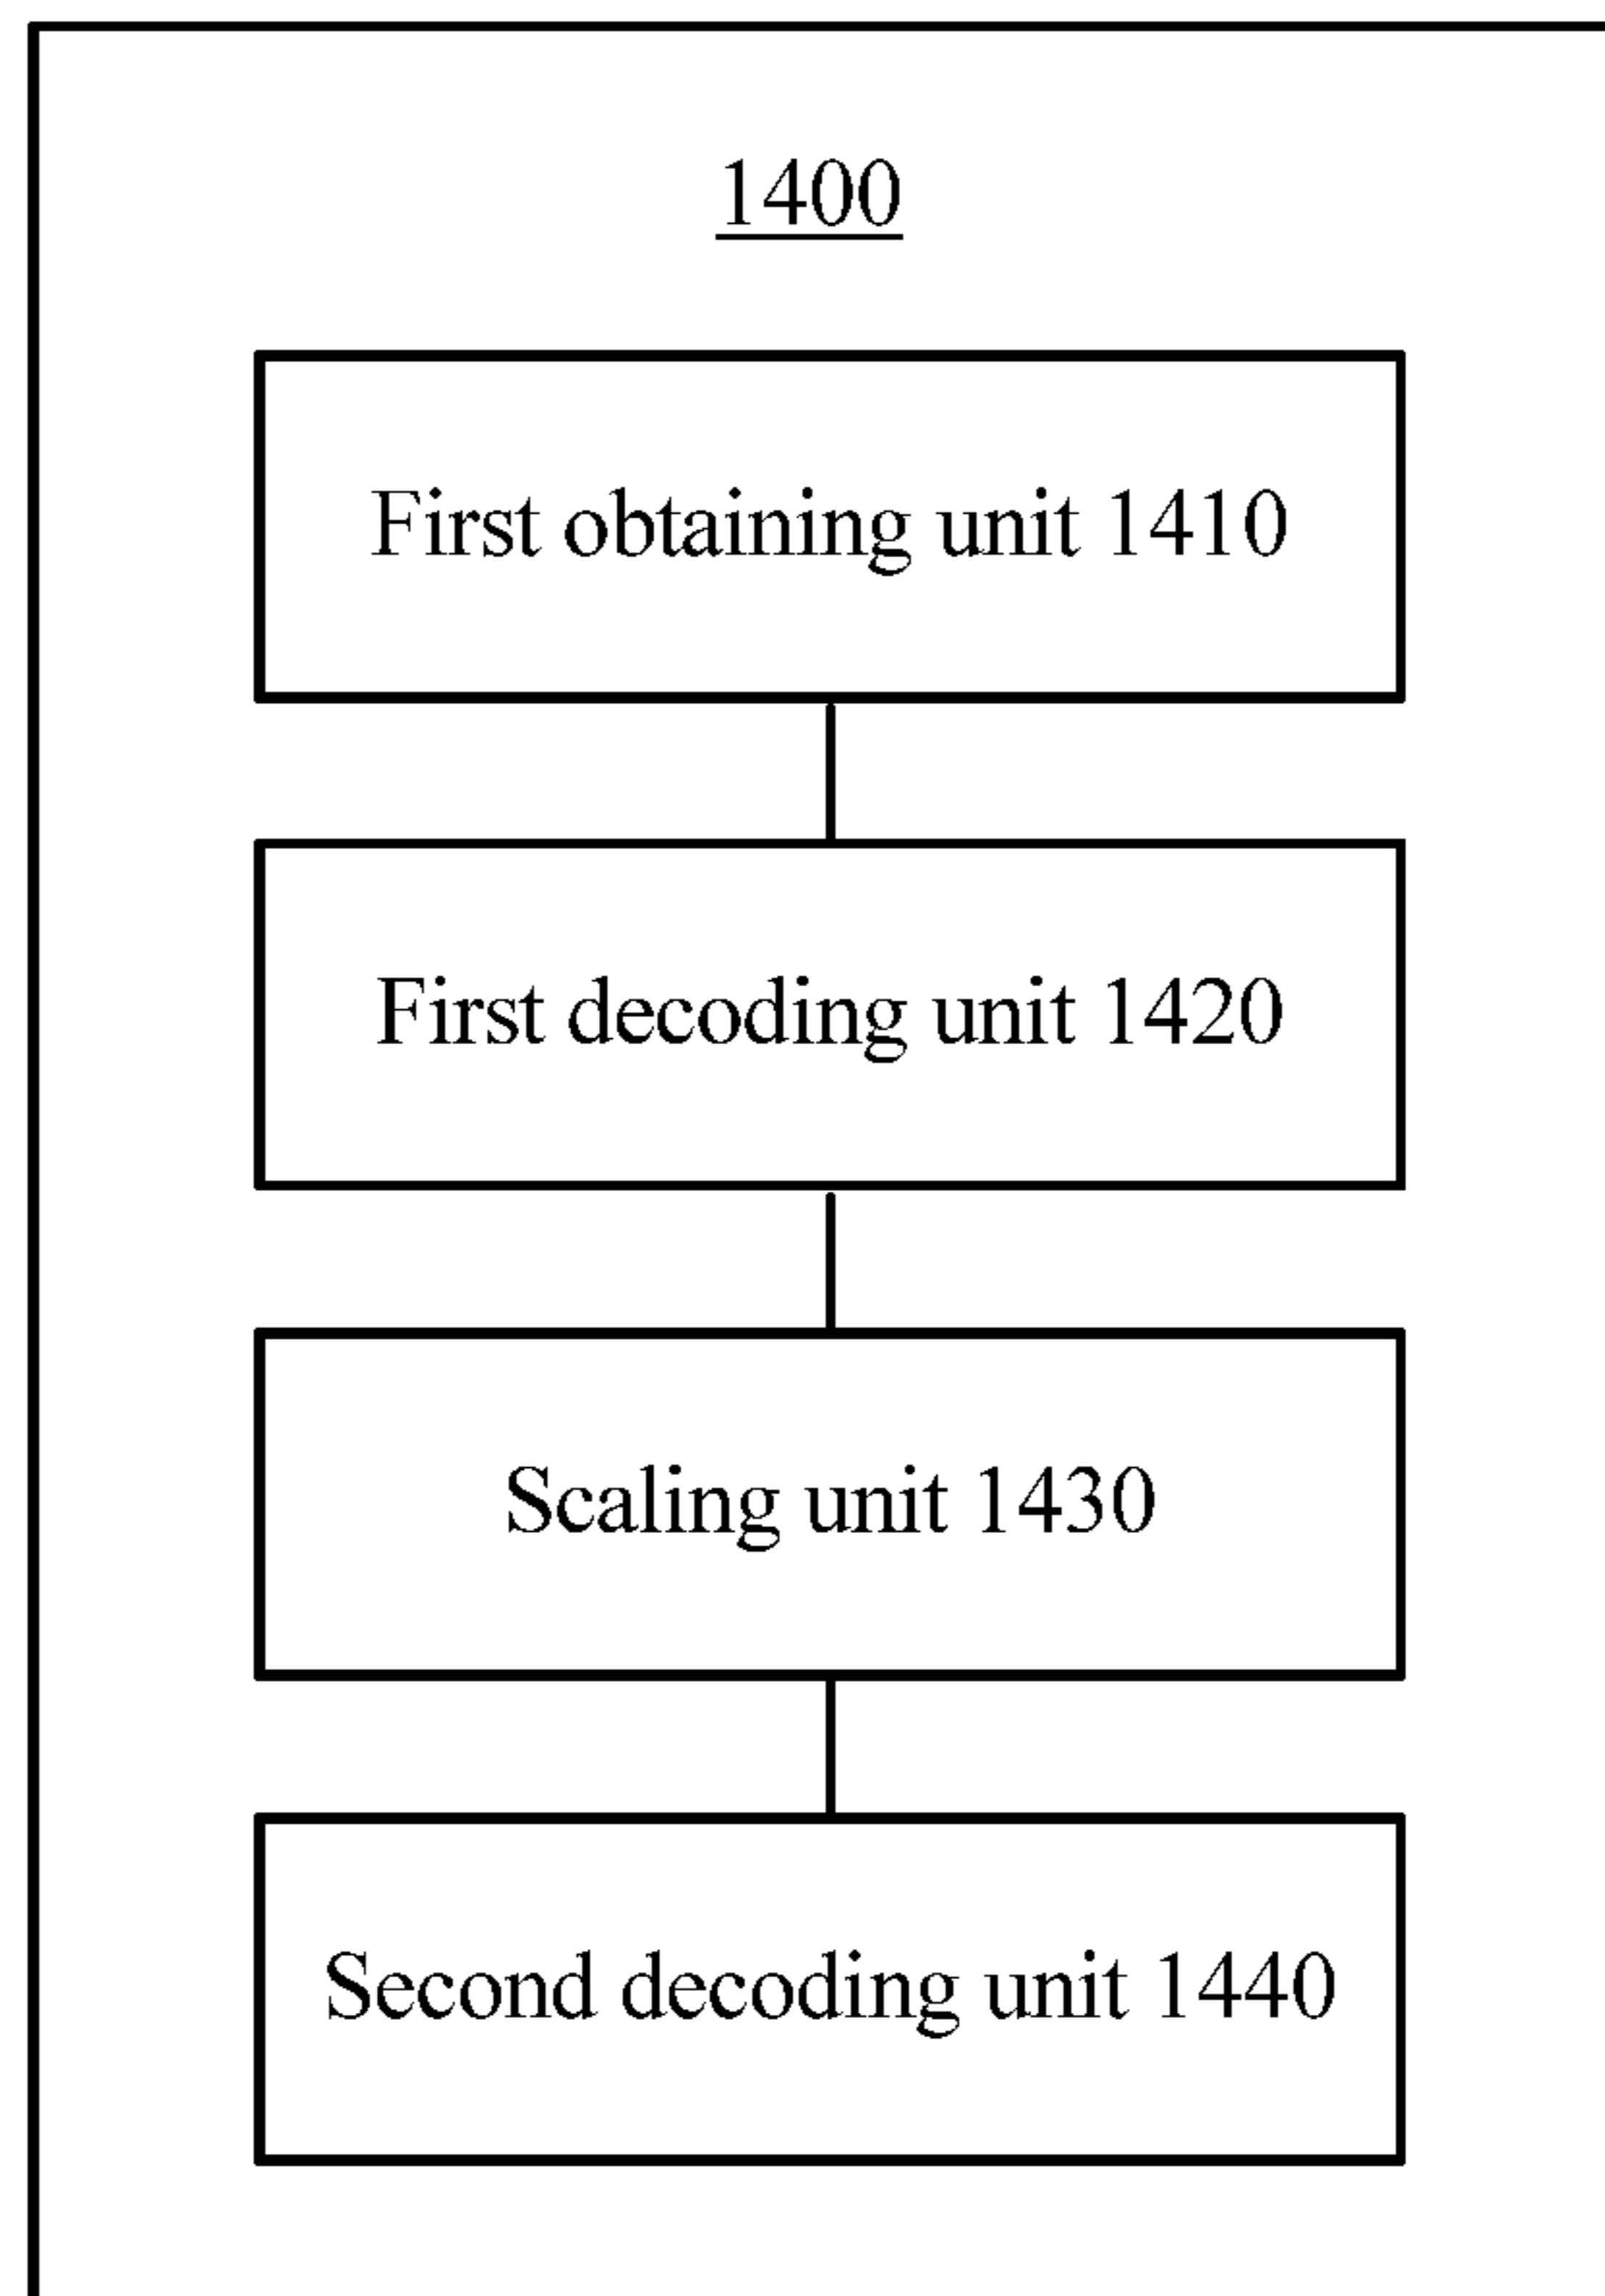 1400
First obtaining unit 1410
First decoding unit 1420
Scaling unit 1430
Second decoding unit 1440